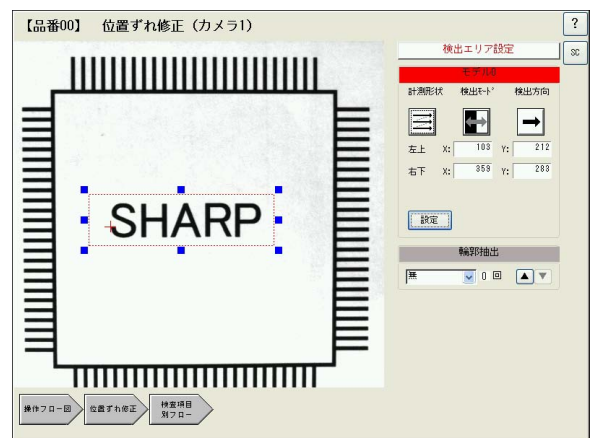 【品番00】 位置ずれ修正（カメラ1）
?
SC
検出エリア設定
モデル0
計測形状 検出ﾓｰﾄﾞ 検出方向
左上 X: 103 Y: 212
右下 X: 359 Y: 283
設定
輪郭抽出
無 0 回 ▲ ▼
SHARP
操作フロー図
位置ずれ修正
検査項目
別フロー